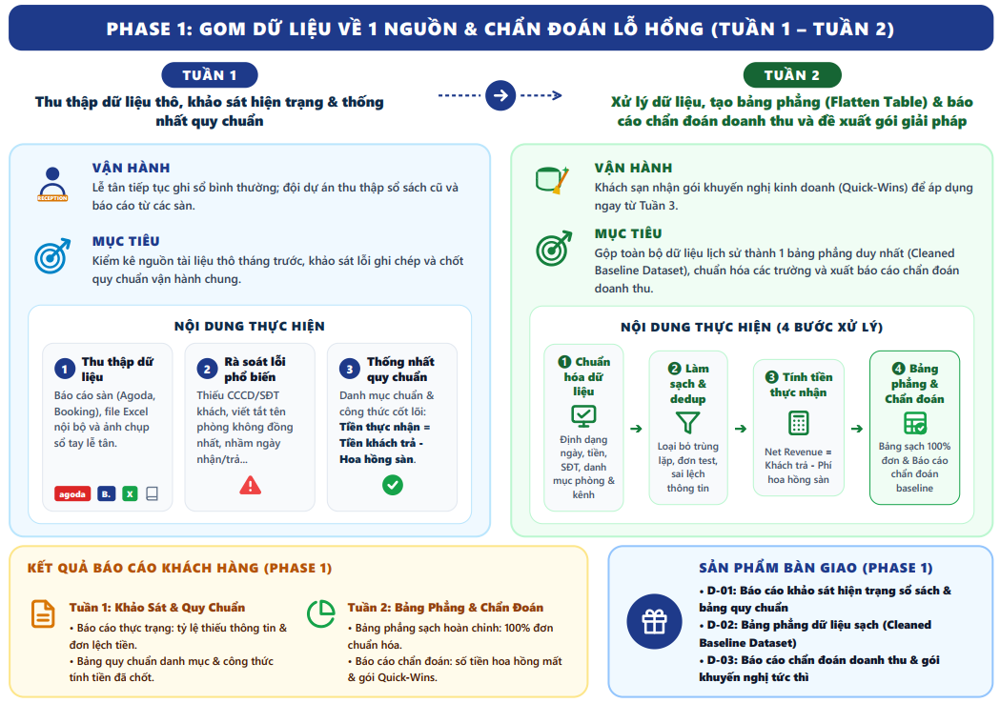 PHASE 1: GOM DỮ LIỆU VỀ 1 NGUỒN & CHẨN ĐOÁN LỖ HỔNG (TUẦN 1 – TUẦN 2)
TUẦN 1
Thu thập dữ liệu thô, khảo sát hiện trạng & thống
nhất quy chuẩn
TUẦN 2
Xử lý dữ liệu, tạo bảng phẳng (Flatten Table) & báo
cáo chẩn đoán doanh thu và đề xuất gói giải pháp
RECEPTION
VẬN HÀNH
Lễ tân tiếp tục ghi sổ bình thường; đội dự án thu thập sổ sách cũ và
báo cáo từ các sàn.
MỤC TIÊU
Kiểm kê nguồn tài liệu thô tháng trước, khảo sát lỗi ghi chép và chốt
quy chuẩn vận hành chung.
NỘI DUNG THỰC HIỆN
1 Thu thập dữ
liệu
Báo cáo sàn (Agoda,
Booking), file Excel
nội bộ và ảnh chụp
sổ tay lễ tân.
agoda B. X
2 Rà soát lỗi
phổ biến
Thiếu CCCD/SĐT
khách, viết tắt tên
phòng không đồng
nhất, nhầm ngày
nhận/trả...
3 Thống nhất
quy chuẩn
Danh mục chuẩn &
công thức cốt lõi:
Tiền thực nhận =
Tiền khách trả -
Hoa hồng sàn.
VẬN HÀNH
Khách sạn nhận gói khuyến nghị kinh doanh (Quick-Wins) để áp dụng
ngay từ Tuần 3.
MỤC TIÊU
Gộp toàn bộ dữ liệu lịch sử thành 1 bảng phẳng duy nhất (Cleaned
Baseline Dataset), chuẩn hóa các trường và xuất báo cáo chẩn đoán
doanh thu.
NỘI DUNG THỰC HIỆN (4 BƯỚC XỬ LÝ)
1 Chuẩn
hóa dữ
liệu
Định dạng
ngày, tiền,
SĐT, danh
mục phòng &
kênh
2 Làm
sạch &
dedup
Loại bỏ trùng
lặp, đơn test,
sai lệch
thông tin
3 Tính tiền
thực nhận
Net Revenue =
Khách trả - Phí
hoa hồng sàn
4 Bảng
phẳng &
Chẩn đoán
Bảng sạch 100%
đơn & Báo cáo
chẩn đoán
baseline
KẾT QUẢ BÁO CÁO KHÁCH HÀNG (PHASE 1)
Tuần 1: Khảo Sát & Quy Chuẩn
• Báo cáo thực trạng: tỷ lệ thiếu thông tin &
đơn lệch tiền.
• Bảng quy chuẩn danh mục & công thức
tính tiền đã chốt.
Tuần 2: Bảng Phẳng & Chẩn Đoán
• Bảng phẳng sạch hoàn chỉnh: 100% đơn
chuẩn hóa.
• Báo cáo chẩn đoán: số tiền hoa hồng mất
& gói Quick-Wins.
SẢN PHẨM BÀN GIAO (PHASE 1)
• D-01: Báo cáo khảo sát hiện trạng sổ sách &
bảng quy chuẩn
• D-02: Bảng phẳng dữ liệu sạch (Cleaned
Baseline Dataset)
• D-03: Báo cáo chẩn đoán doanh thu & gói
khuyến nghị tức thì